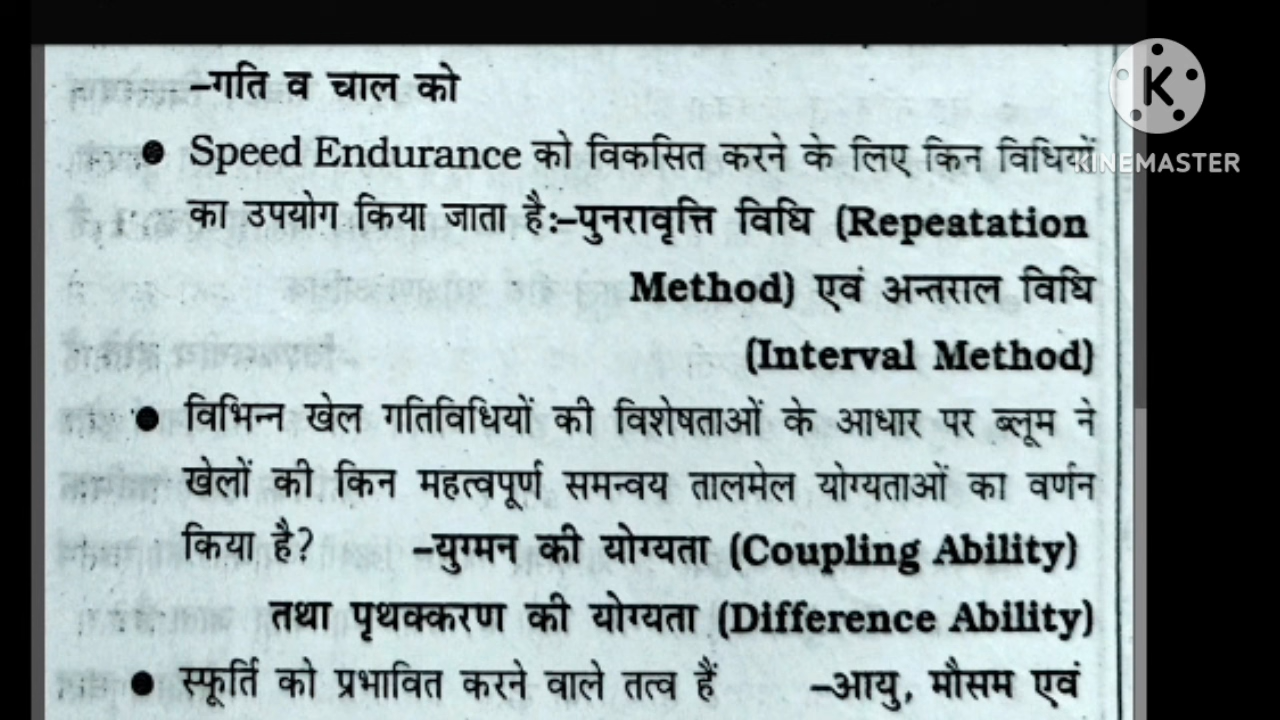 –गति व चाल को
K
● Speed Endurance को विकसित करने के लिए किन विधियों
KINEMASTER
का उपयोग किया जाता है:–पुनरावृत्ति विधि (Repeatation
Method) एवं अन्तराल विधि
(Interval Method)
● विभिन्न खेल गतिविधियों की विशेषताओं के आधार पर ब्लूम ने
खेलों की किन महत्वपूर्ण समन्वय तालमेल योग्यताओं का वर्णन
किया है? –युग्मन की योग्यता (Coupling Ability)
तथा पृथक्करण की योग्यता (Difference Ability)
● स्फूर्ति को प्रभावित करने वाले तत्व हैं –आयु, मौसम एवं